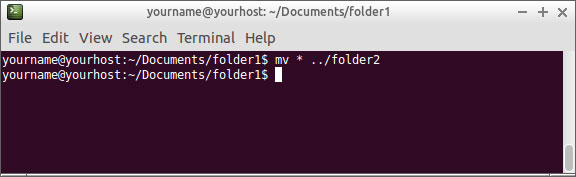 yourname@yourhost: ~/Documents/folder1
File Edit View Search Terminal Help
yourname@yourhost:~/Documents/folder1$ mv * ../folder2
yourname@yourhost:~/Documents/folder1$